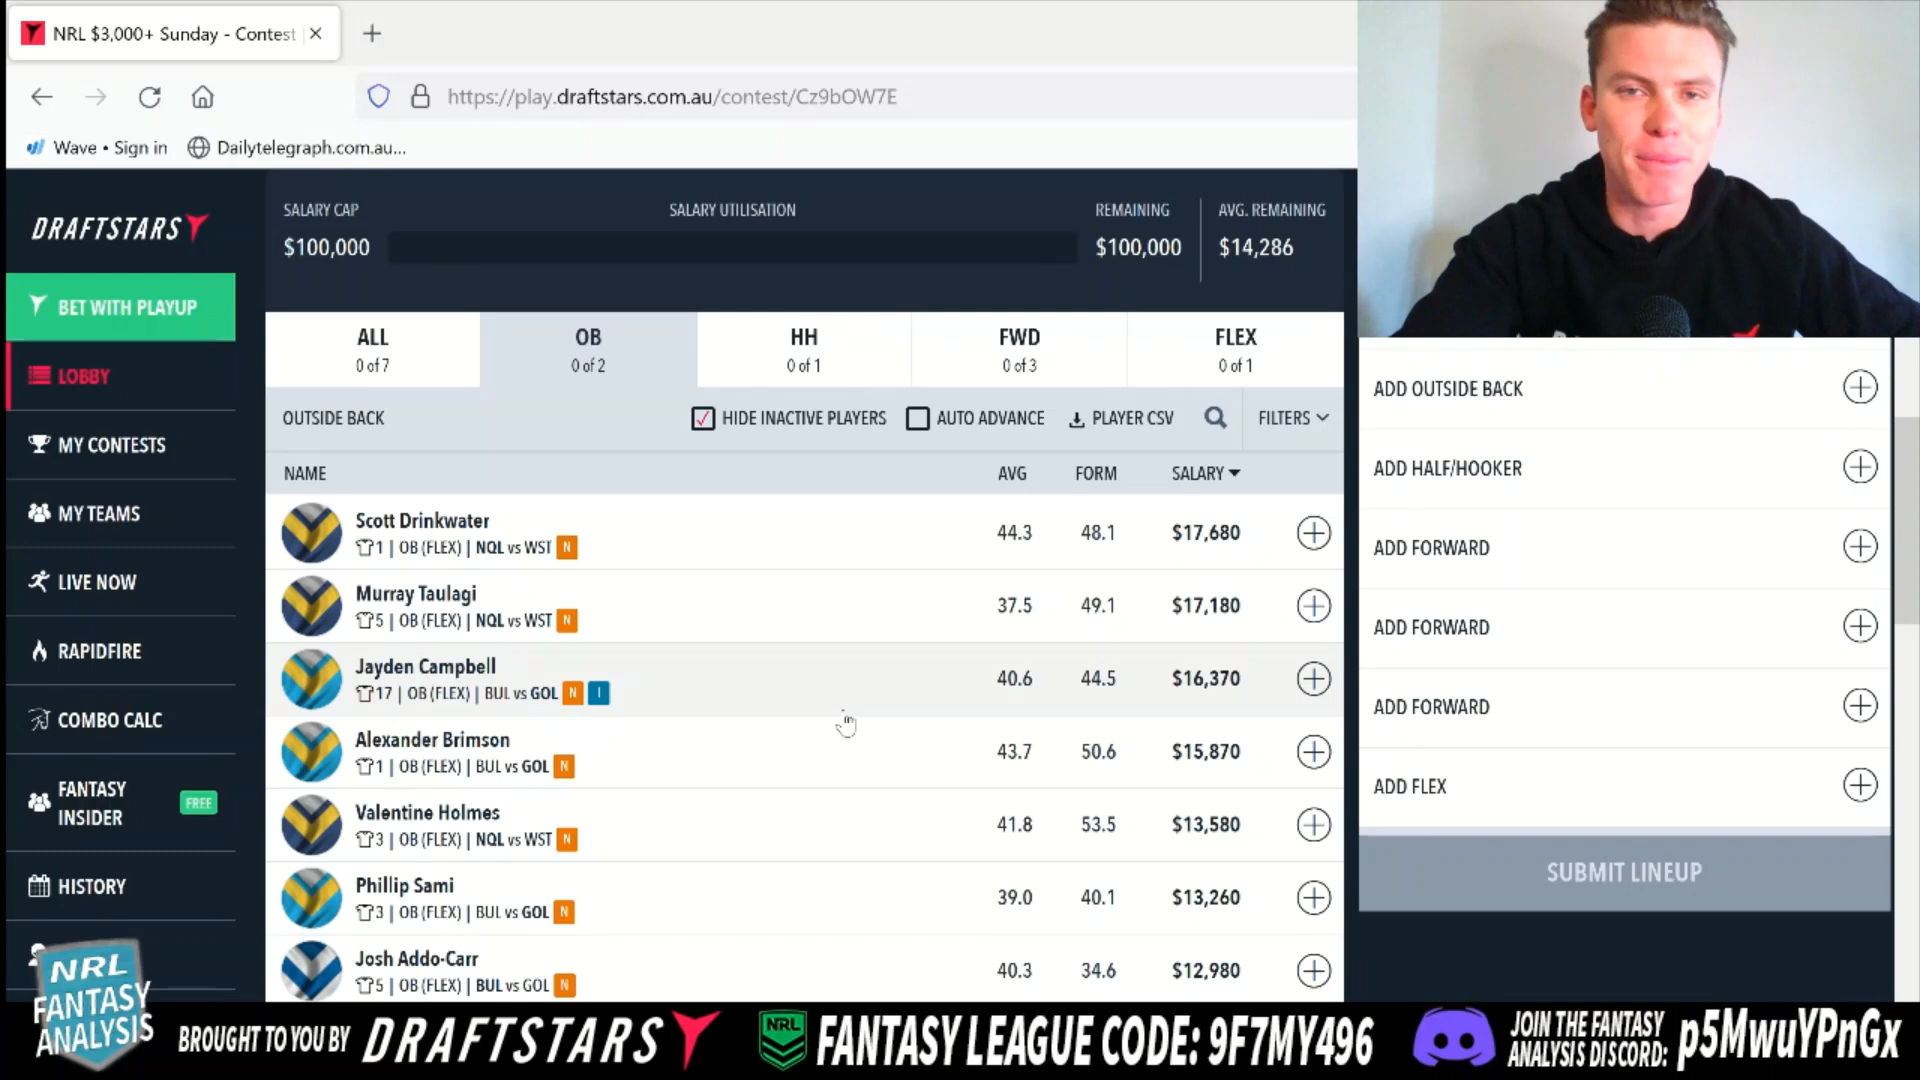 NRL $3,000+ Sunday - Contest
https://play.draftstars.com.au/contest/Cz9bOW7E
Wave • Sign in
Dailytelegraph.com.au...
DRAFTSTARS
BET WITH PLAYUP
LOBBY
MY CONTESTS
MY TEAMS
LIVE NOW
RAPIDFIRE
COMBO CALC
FANTASY INSIDER
FREE
HISTORY
SALARY CAP
$100,000
SALARY UTILISATION
REMAINING
$100,000
AVG. REMAINING
$14,286
ALL
0 of 7
OB
0 of 2
HH
0 of 1
FWD
0 of 3
FLEX
0 of 1
OUTSIDE BACK
HIDE INACTIVE PLAYERS
AUTO ADVANCE
PLAYER CSV
FILTERS
NAME AVG FORM SALARY
Scott Drinkwater
1 | OB (FLEX) | NQL vs WST N
44.3 48.1 $17,680
Murray Taulagi
5 | OB (FLEX) | NQL vs WST N
37.5 49.1 $17,180
Jayden Campbell
17 | OB (FLEX) | BUL vs GOL N I
40.6 44.5 $16,370
Alexander Brimson
1 | OB (FLEX) | BUL vs GOL N
43.7 50.6 $15,870
Valentine Holmes
3 | OB (FLEX) | NQL vs WST N
41.8 53.5 $13,580
Phillip Sami
3 | OB (FLEX) | BUL vs GOL N
39.0 40.1 $13,260
Josh Addo-Carr
5 | OB (FLEX) | BUL vs GOL N
40.3 34.6 $12,980
ADD OUTSIDE BACK
ADD HALF/HOOKER
ADD FORWARD
ADD FORWARD
ADD FORWARD
ADD FLEX
SUBMIT LINEUP
NRL
FANTASY
ANALYSIS
BROUGHT TO YOU BY DRAFTSTARS
NRL
FANTASY LEAGUE CODE: 9F7MY496
JOIN THE FANTASY
ANALYSIS DISCORD: p5MwuYPnGx